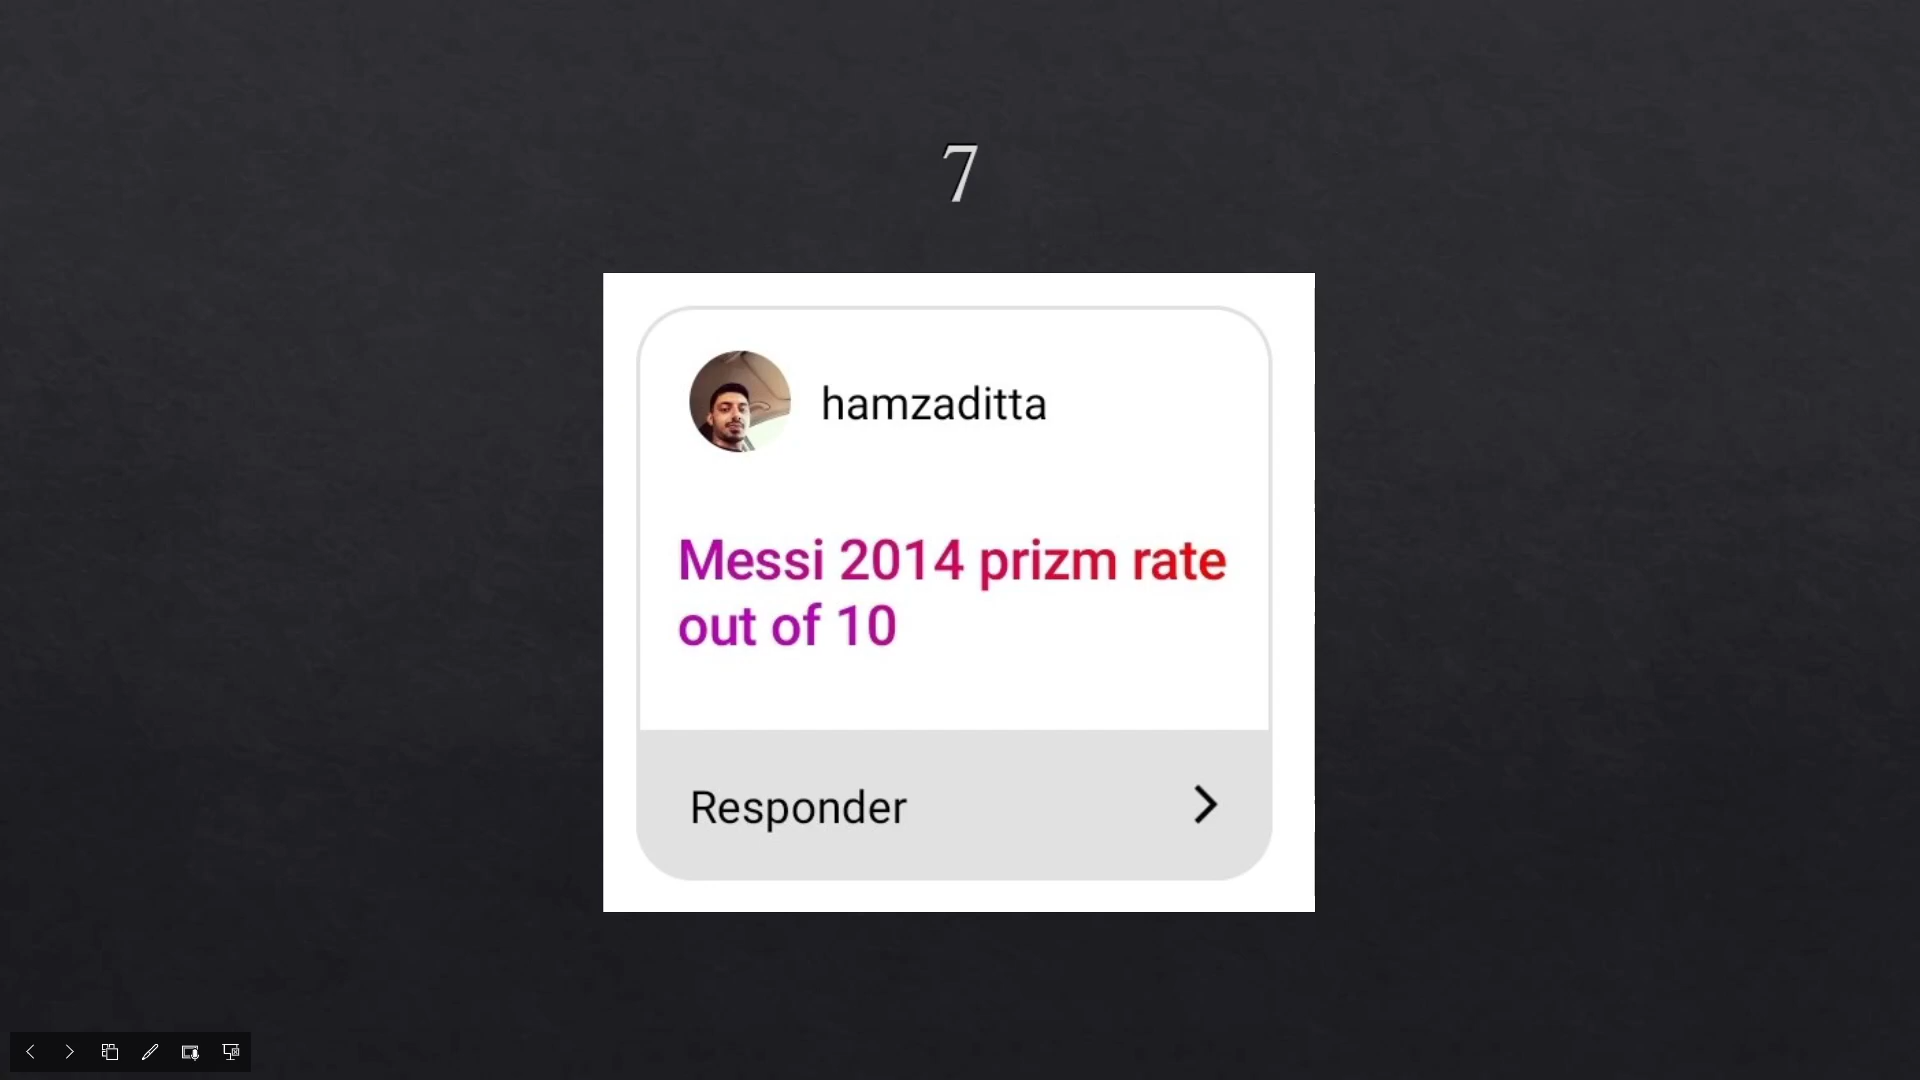 7
hamzaditta
Messi 2014 prizm rate
out of 10
Responder